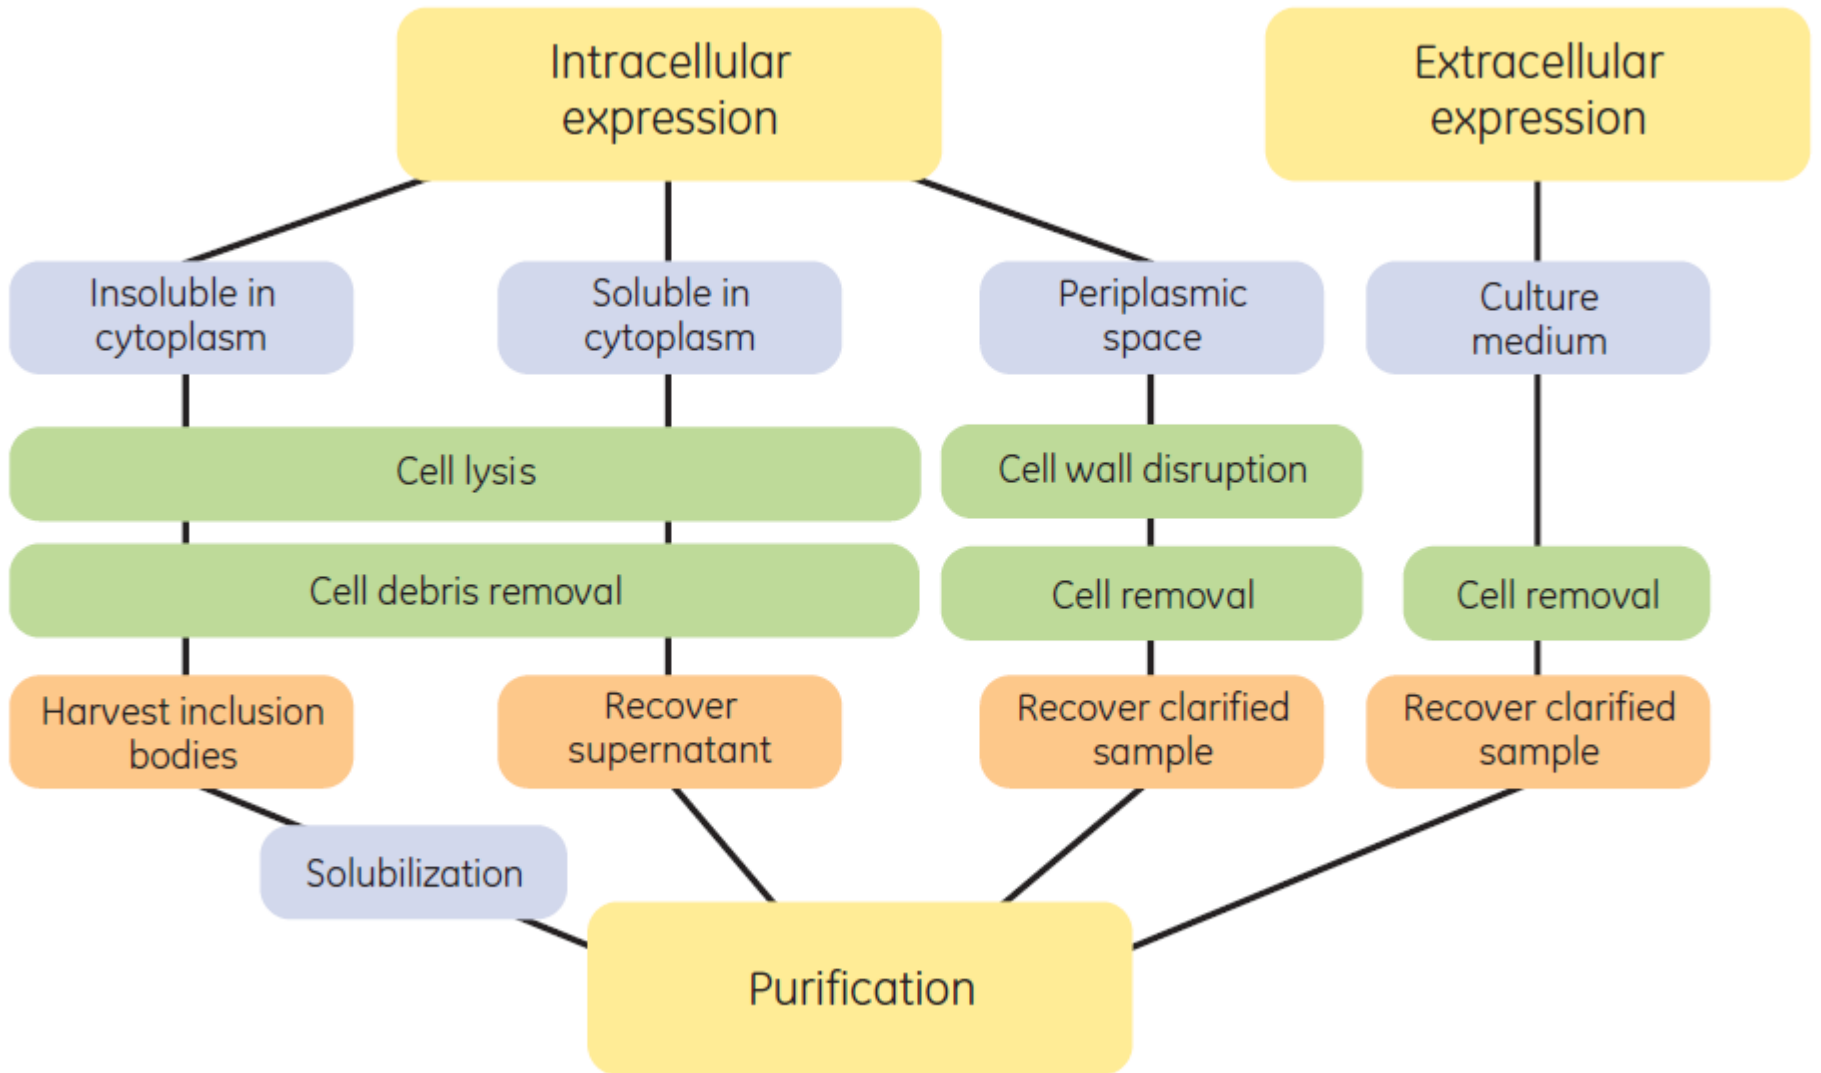 Intracellular
expression
Extracellular
expression
Insoluble in
cytoplasm
Soluble in
cytoplasm
Periplasmic
space
Culture
medium
Cell lysis
Cell wall disruption
Cell debris removal
Cell removal
Cell removal
Harvest inclusion
bodies
Recover
supernatant
Recover clarified
sample
Recover clarified
sample
Solubilization
Purification